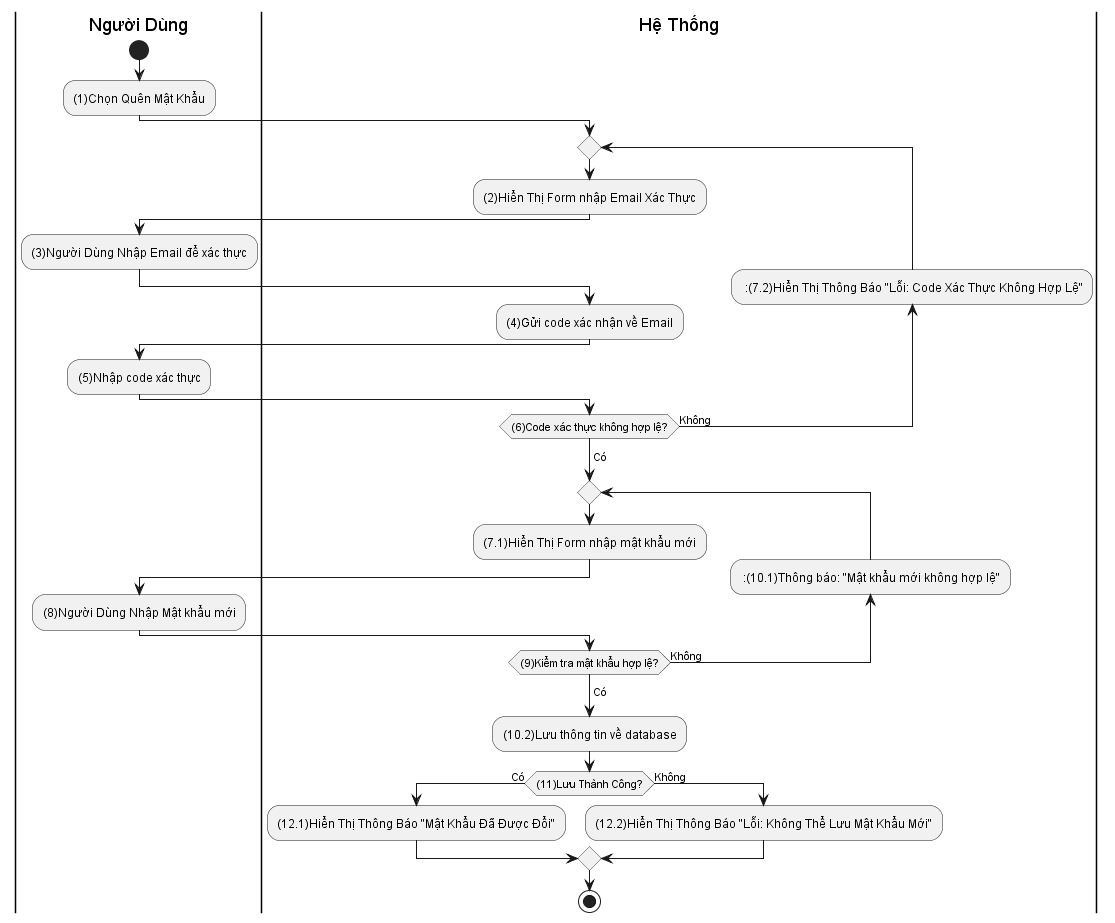 Người Dùng
Hệ Thống
(1)Chọn Quên Mật Khẩu
(2)Hiển Thị Form nhập Email Xác Thực
(3)Người Dùng Nhập Email để xác thực
:(7.2)Hiển Thị Thông Báo "Lỗi: Code Xác Thực Không Hợp Lệ"
(4)Gửi code xác nhận về Email
(5)Nhập code xác thực
(6)Code xác thực không hợp lệ?
Không
Có
(7.1)Hiển Thị Form nhập mật khẩu mới
:(10.1)Thông báo: "Mật khẩu mới không hợp lệ"
(8)Người Dùng Nhập Mật khẩu mới
(9)Kiểm tra mật khẩu hợp lệ?
Không
Có
(10.2)Lưu thông tin về database
Có
(11)Lưu Thành Công?
Không
(12.1)Hiển Thị Thông Báo "Mật Khẩu Đã Được Đổi"
(12.2)Hiển Thị Thông Báo "Lỗi: Không Thể Lưu Mật Khẩu Mới"